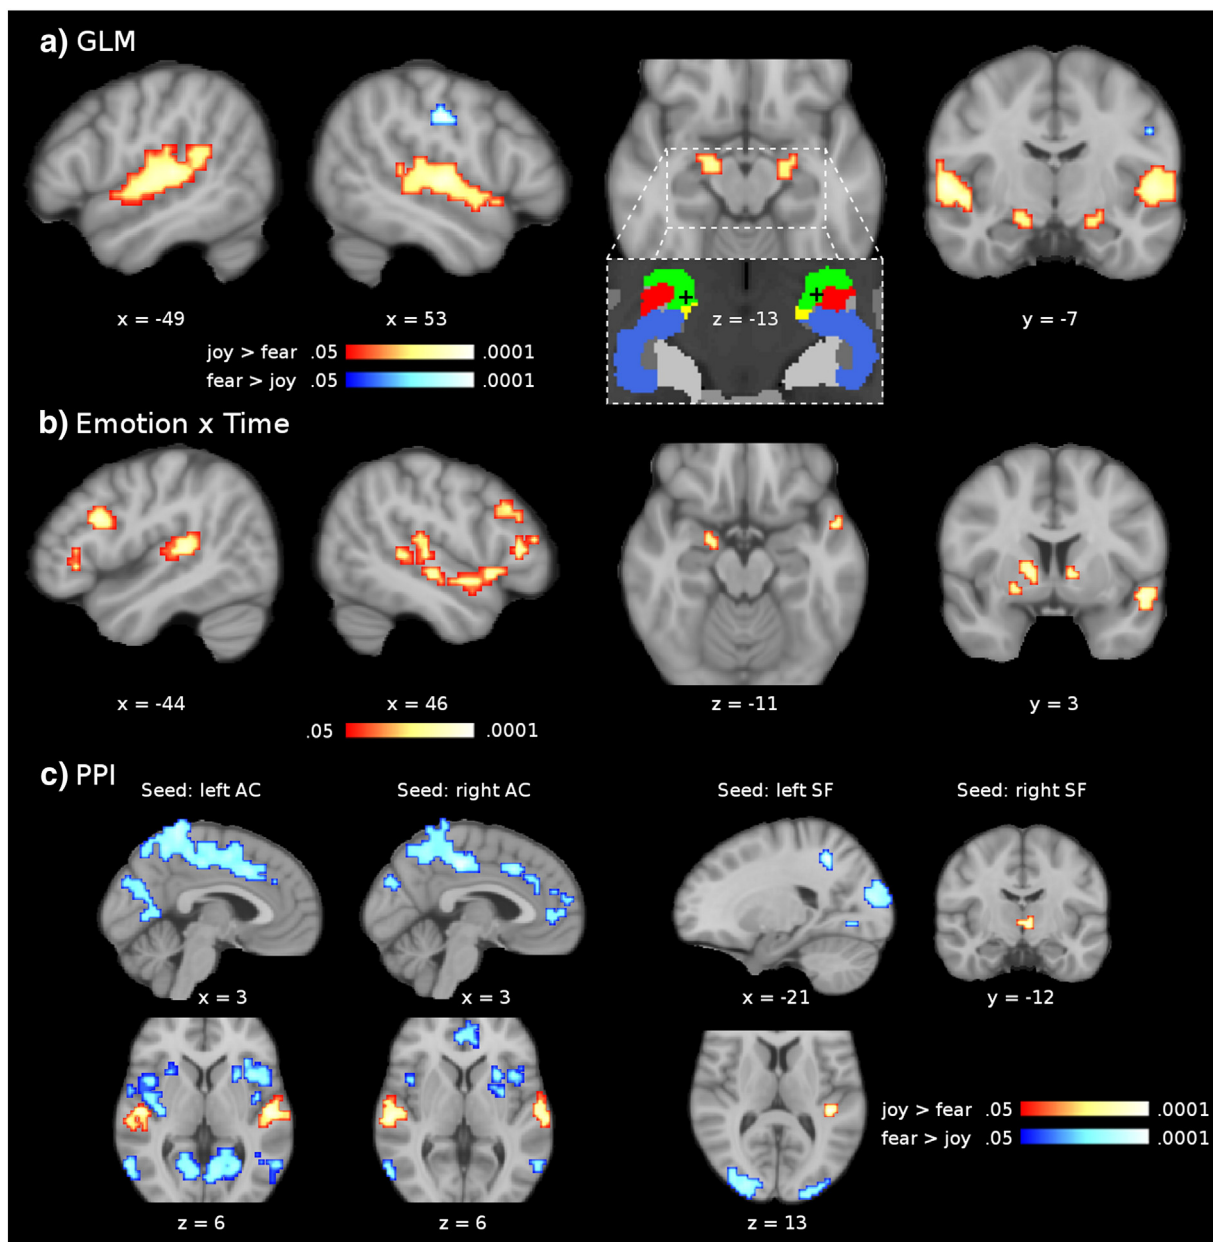 a) GLM
x = -49
x = 53
z = -13
y = -7
joy > fear .05 .0001
fear > joy .05 .0001
b) Emotion x Time
x = -44
x = 46
z = -11
y = 3
.05 .0001
c) PPI
Seed: left AC
Seed: right AC
Seed: left SF
Seed: right SF
x = 3
x = 3
x = -21
y = -12
joy > fear .05 .0001
fear > joy .05 .0001
z = 6
z = 6
z = 13